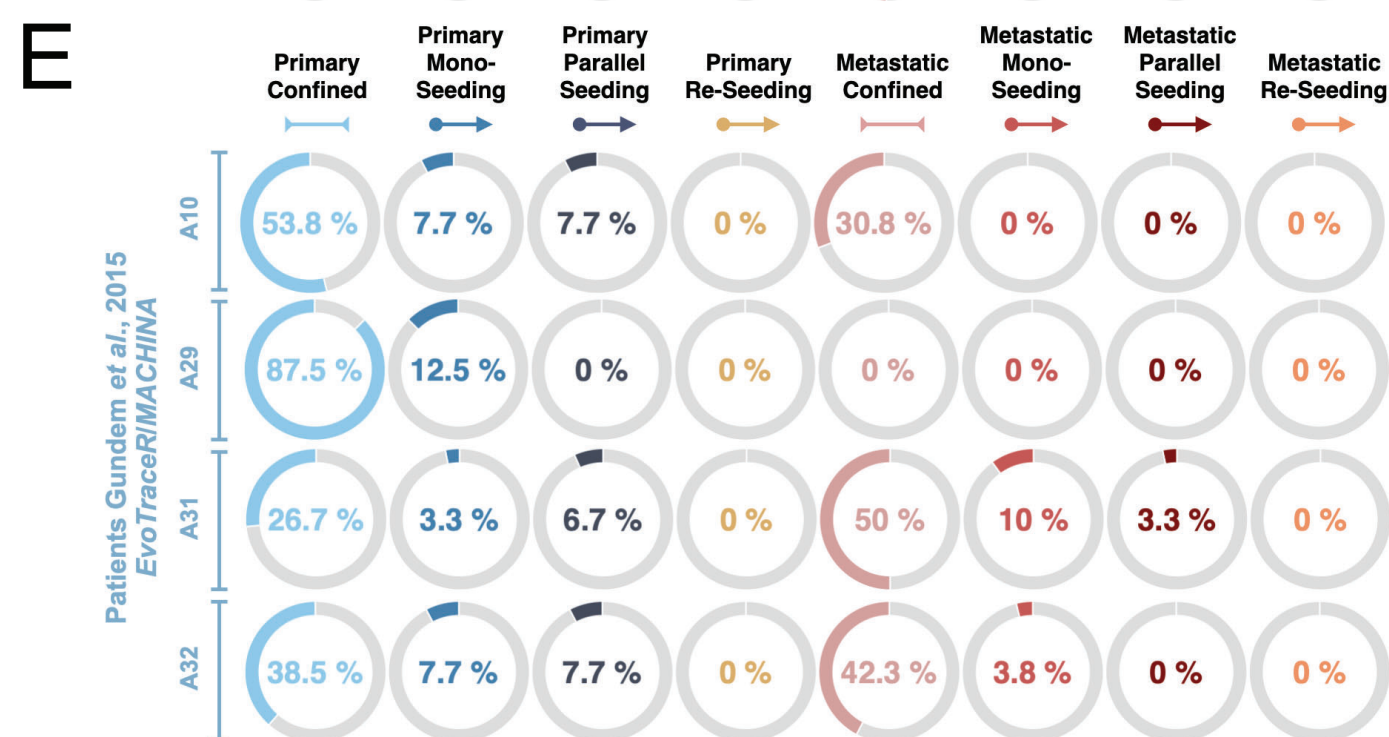 E
Primary Confined
Primary Mono-Seeding
Primary Parallel Seeding
Primary Re-Seeding
Metastatic Confined
Metastatic Mono-Seeding
Metastatic Parallel Seeding
Metastatic Re-Seeding
Patients Gundem et al., 2015
EvoTraceR/MACHINA
A10
53.8 % 7.7 % 7.7 % 0 % 30.8 % 0 % 0 % 0 %
A29
87.5 % 12.5 % 0 % 0 % 0 % 0 % 0 % 0 %
A31
26.7 % 3.3 % 6.7 % 0 % 50 % 10 % 3.3 % 0 %
A32
38.5 % 7.7 % 7.7 % 0 % 42.3 % 3.8 % 0 % 0 %